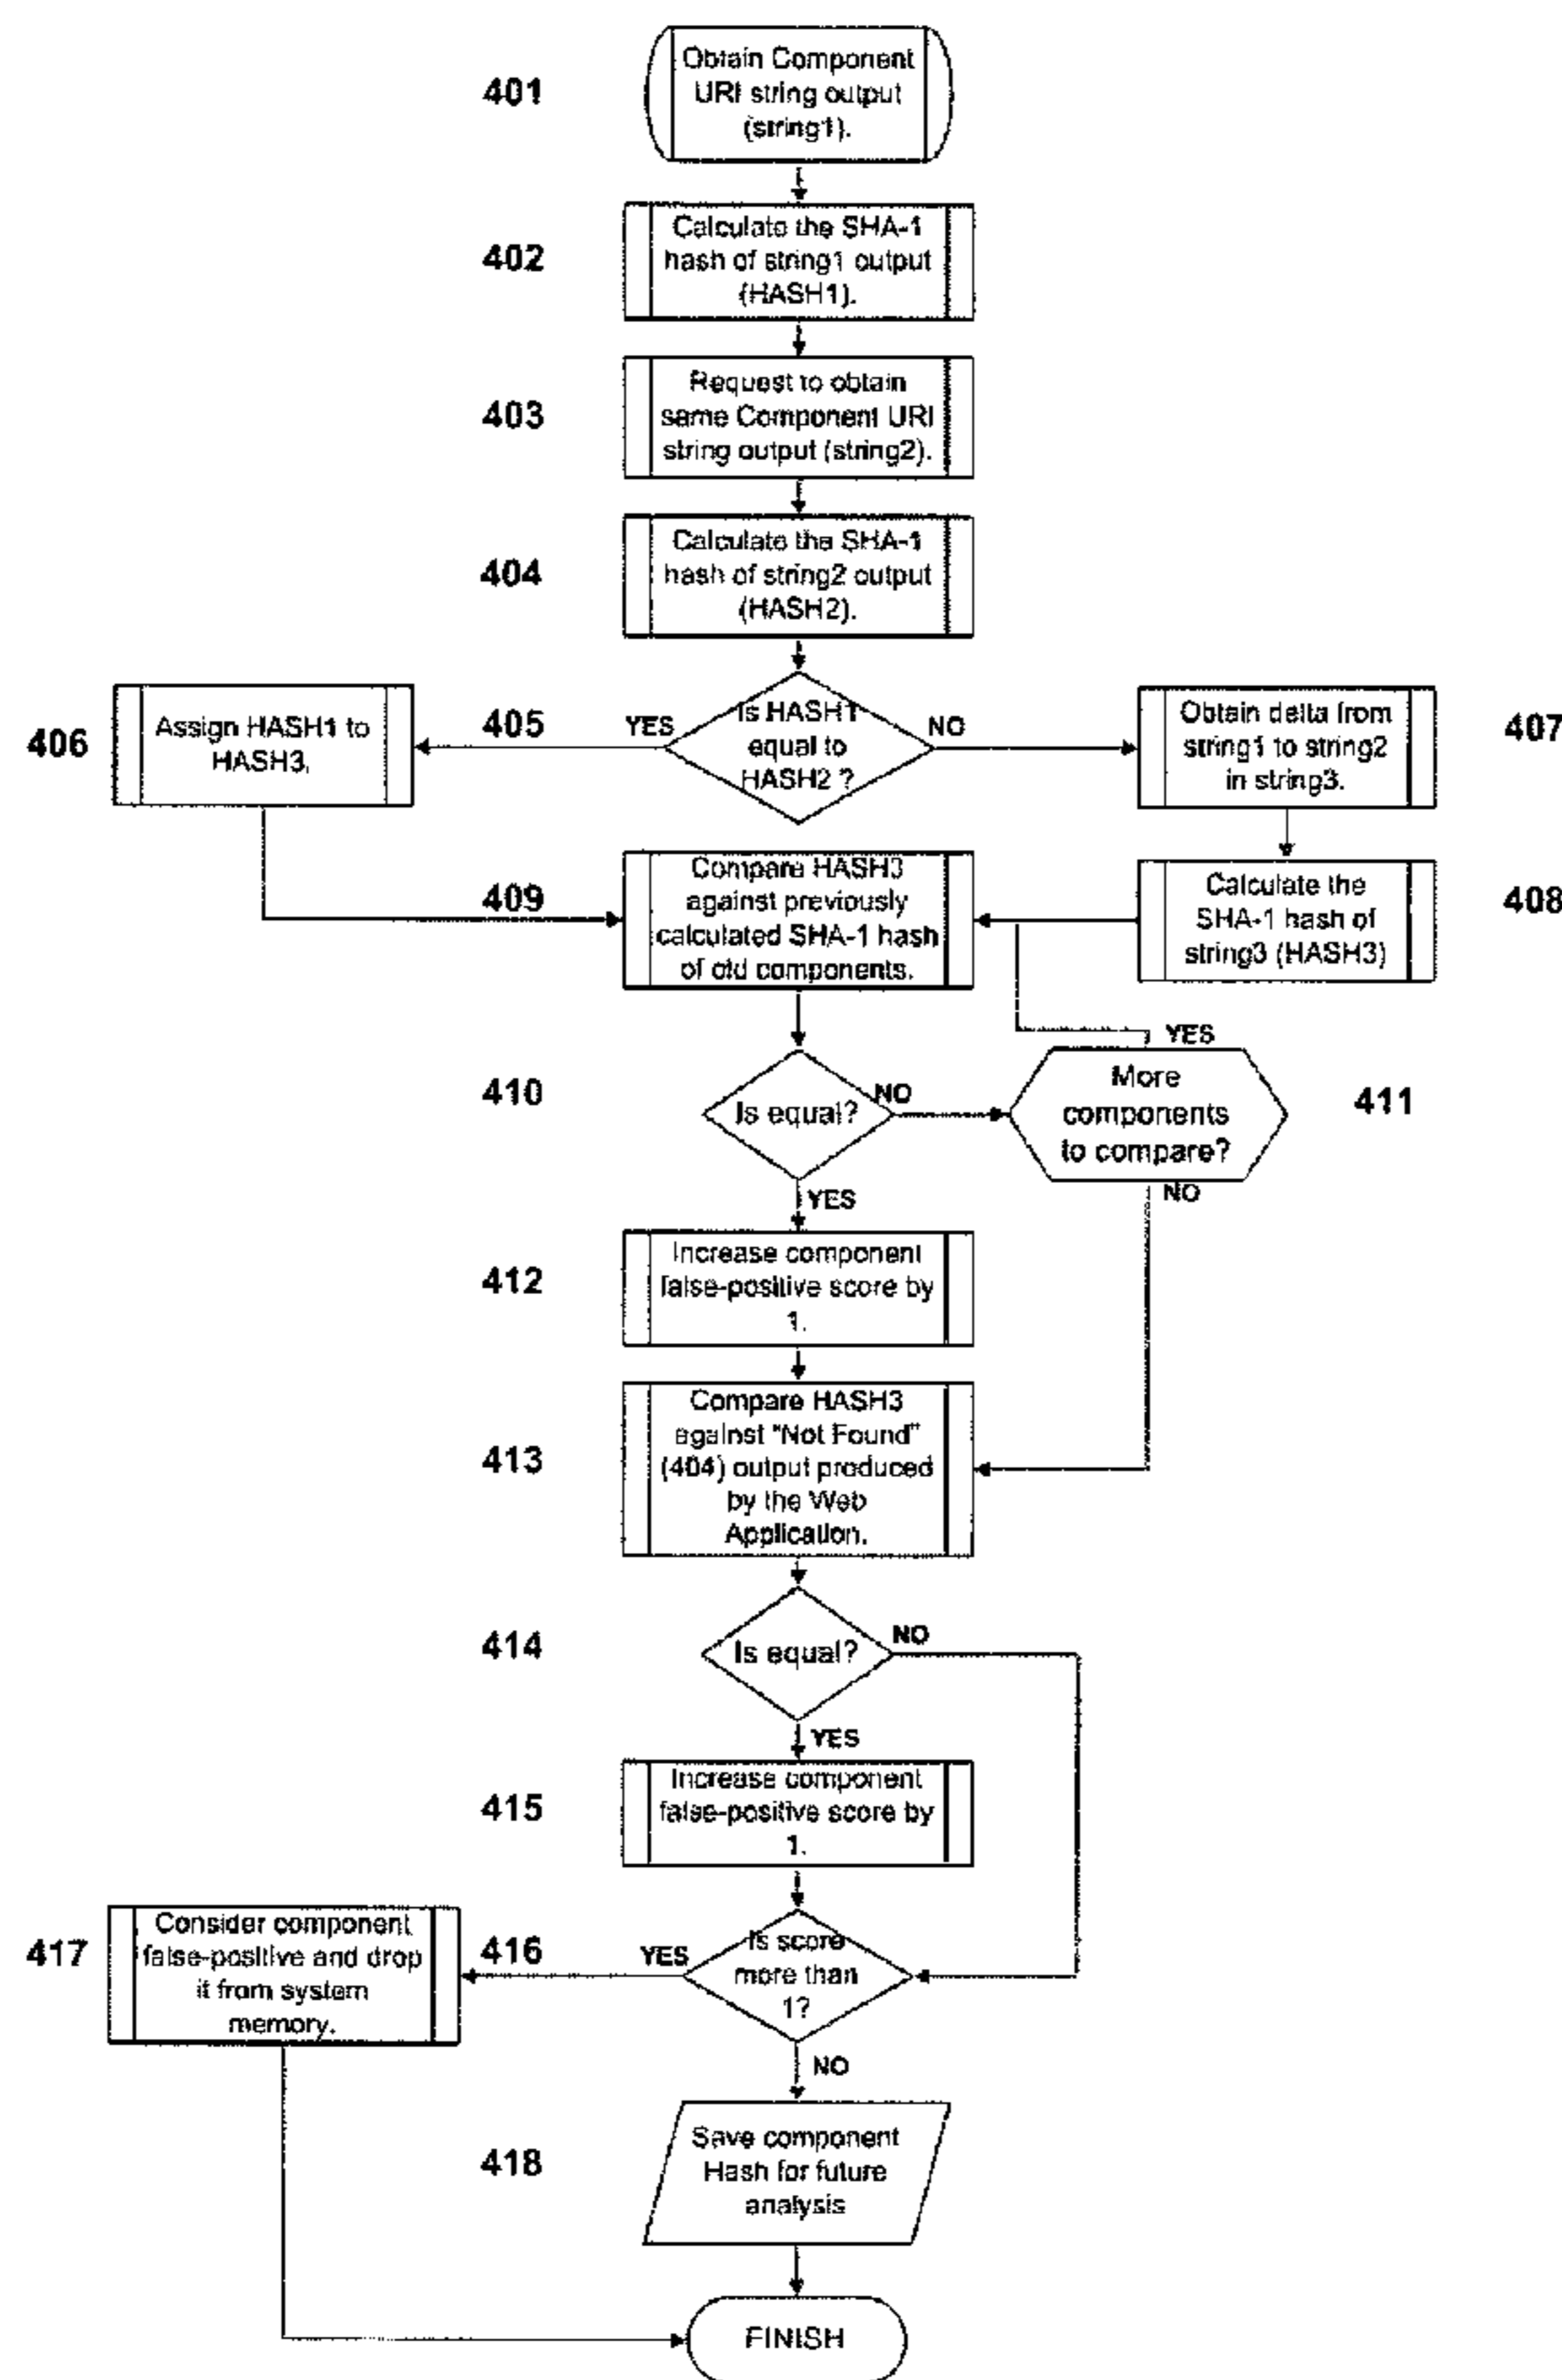 401
Obtain Component
URI string output
(string1).
402
Calculate the SHA-1
hash of string1 output
(HASH1).
403
Request to obtain
same Component URI
string output (string2).
404
Calculate the SHA-1
hash of string2 output
(HASH2).
405
Is HASH1
equal to
HASH2 ?
YES
NO
406
Assign HASH1 to
HASH3.
407
Obtain delta from
string1 to string2
in string3.
408
Calculate the
SHA-1 hash of
string3 (HASH3)
409
Compare HASH3
against previously
calculated SHA-1 hash
of old components.
410
Is equal?
NO
YES
411
More
components
to compare?
YES
NO
412
Increase component
false-positive score by
1.
413
Compare HASH3
against "Not Found"
(404) output produced
by the Web
Application.
414
Is equal?
NO
YES
415
Increase component
false-positive score by
1.
416
Is score
more than
1?
YES
NO
417
Consider component
false-positive and drop
it from system
memory.
418
Save component
Hash for future
analysis
FINISH